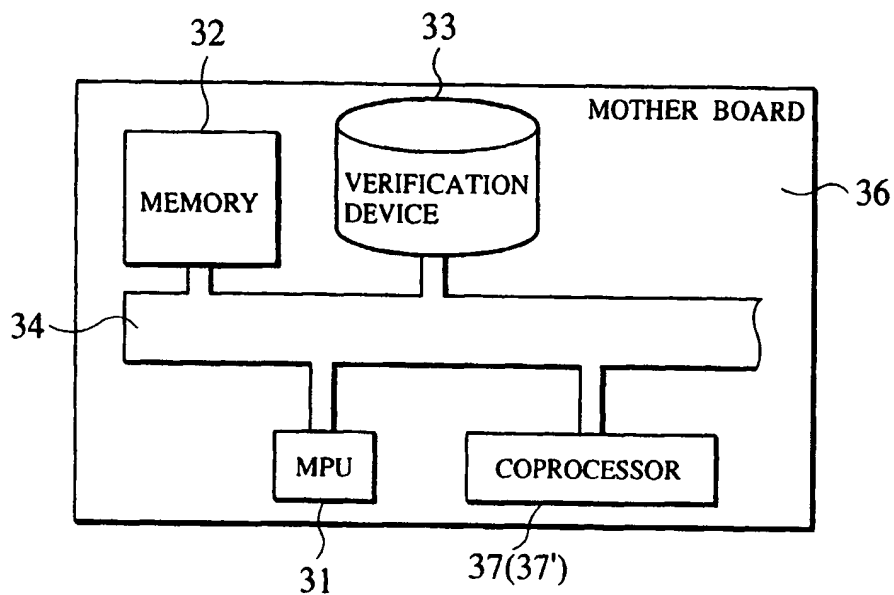 32
33
MOTHER BOARD
MEMORY
VERIFICATION
DEVICE
36
34
MPU
COPROCESSOR
31
37(37')